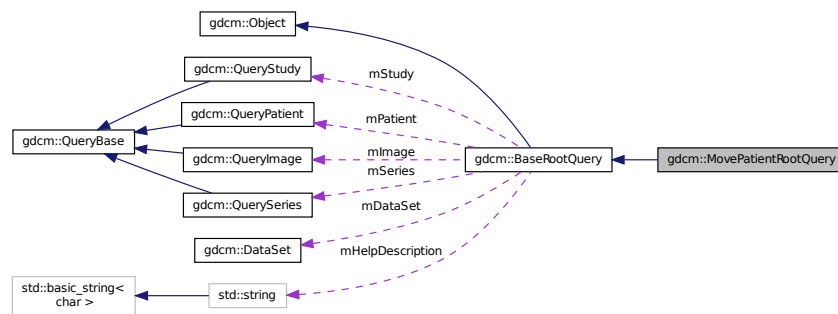 gdcm::Object
gdcm::QueryStudy
mStudy
gdcm::QueryPatient
mPatient
gdcm::QueryBase
gdcm::QueryImage
mImage
gdcm::BaseRootQuery
gdcm::MovePatientRootQuery
mSeries
gdcm::QuerySeries
mDataSet
gdcm::DataSet
mHelpDescription
std::basic_string<
char >
std::string